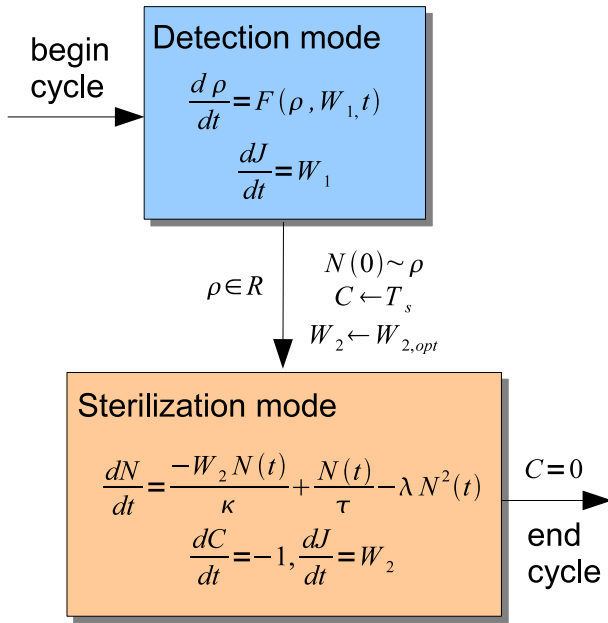 begin
cycle
Detection mode
dρ/dt = F(ρ, W₁, t)
dJ/dt = W₁
ρ∈R
N(0)~ρ
C←Tₛ
W₂←W₂,ₒₚₜ
Sterilization mode
dN/dt = −W₂N(t)/κ + N(t)/τ − λN²(t)
dC/dt = −1, dJ/dt = W₂
C=0
end
cycle